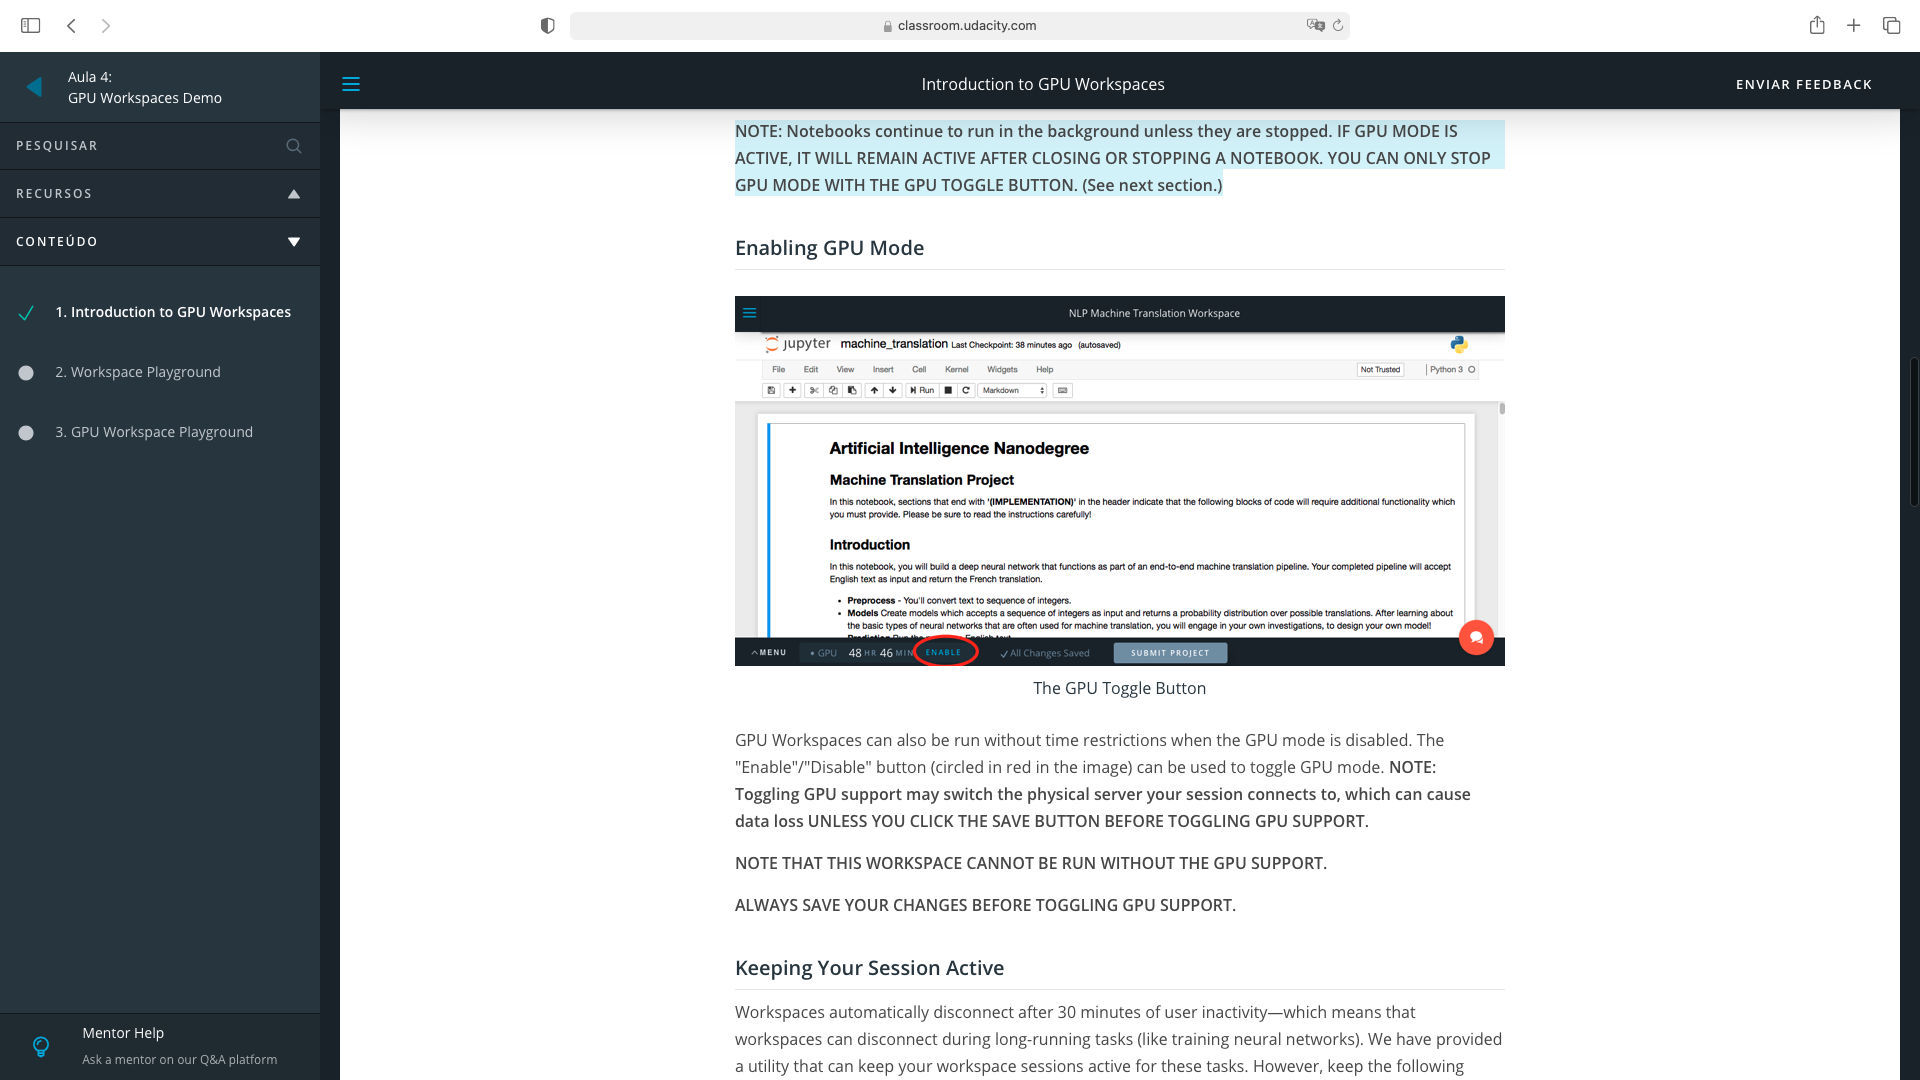 classroom.udacity.com
Aula 4:
GPU Workspaces Demo
Introduction to GPU Workspaces
ENVIAR FEEDBACK
PESQUISAR
RECURSOS
CONTEÚDO
1. Introduction to GPU Workspaces
2. Workspace Playground
3. GPU Workspace Playground
Mentor Help
Ask a mentor on our Q&A platform
NOTE: Notebooks continue to run in the background unless they are stopped. IF GPU MODE IS
ACTIVE, IT WILL REMAIN ACTIVE AFTER CLOSING OR STOPPING A NOTEBOOK. YOU CAN ONLY STOP
GPU MODE WITH THE GPU TOGGLE BUTTON. (See next section.)
Enabling GPU Mode
NLP Machine Translation Workspace
jupyter machine_translation Last Checkpoint: 38 minutes ago (autosaved)
File Edit View Insert Cell Kernel Widgets Help Not Trusted Python 3
Run Markdown
Artificial Intelligence Nanodegree
Machine Translation Project
In this notebook, sections that end with '(IMPLEMENTATION)' in the header indicate that the following blocks of code will require additional functionality which
you must provide. Please be sure to read the instructions carefully!
Introduction
In this notebook, you will build a deep neural network that functions as part of an end-to-end machine translation pipeline. Your completed pipeline will accept
English text as input and return the French translation.
• Preprocess - You'll convert text to sequence of integers.
• Models Create models which accepts a sequence of integers as input and returns a probability distribution over possible translations. After learning about
the basic types of neural networks that are often used for machine translation, you will engage in your own investigations, to design your own model!
MENU • GPU 48 HR 46 MIN ENABLE All Changes Saved SUBMIT PROJECT
The GPU Toggle Button
GPU Workspaces can also be run without time restrictions when the GPU mode is disabled. The
"Enable"/"Disable" button (circled in red in the image) can be used to toggle GPU mode. NOTE:
Toggling GPU support may switch the physical server your session connects to, which can cause
data loss UNLESS YOU CLICK THE SAVE BUTTON BEFORE TOGGLING GPU SUPPORT.
NOTE THAT THIS WORKSPACE CANNOT BE RUN WITHOUT THE GPU SUPPORT.
ALWAYS SAVE YOUR CHANGES BEFORE TOGGLING GPU SUPPORT.
Keeping Your Session Active
Workspaces automatically disconnect after 30 minutes of user inactivity—which means that
workspaces can disconnect during long-running tasks (like training neural networks). We have provided
a utility that can keep your workspace sessions active for these tasks. However, keep the following